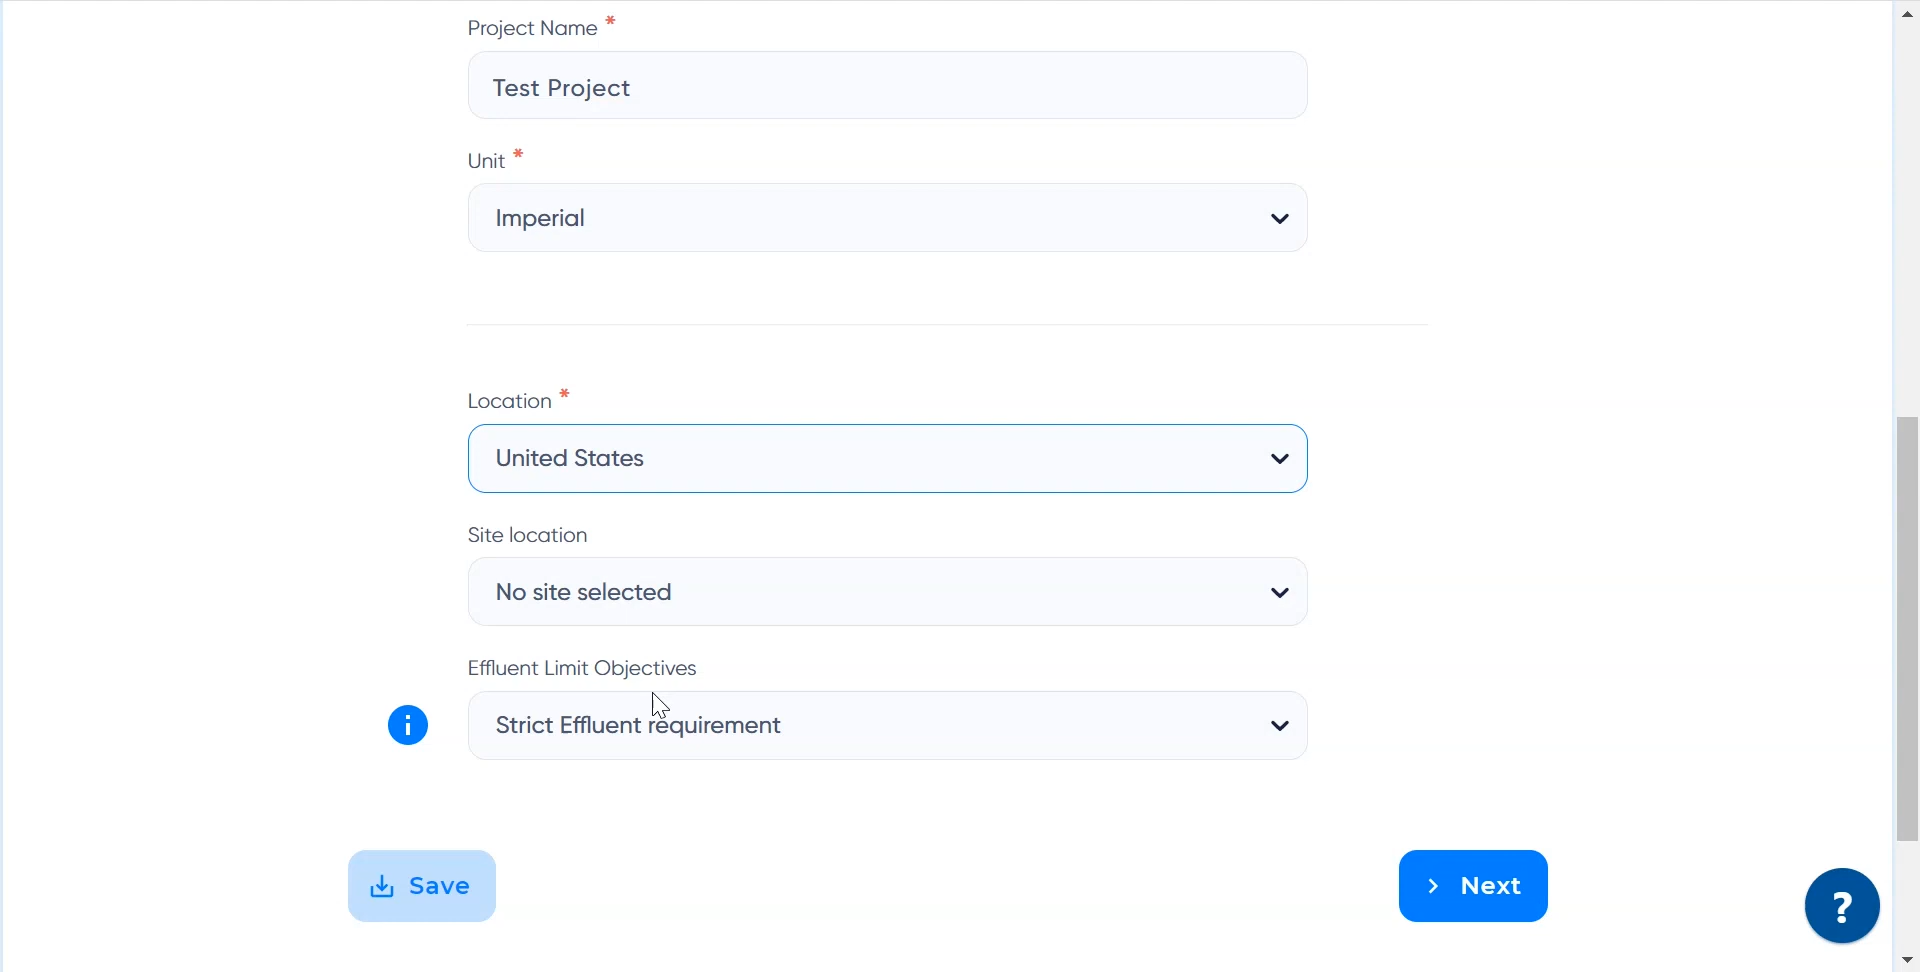 Project Name *
Test Project
Unit *
Imperial
Location *
United States
Site location
No site selected
Effluent Limit Objectives
i
Strict Effluent requirement
Save
Next
?